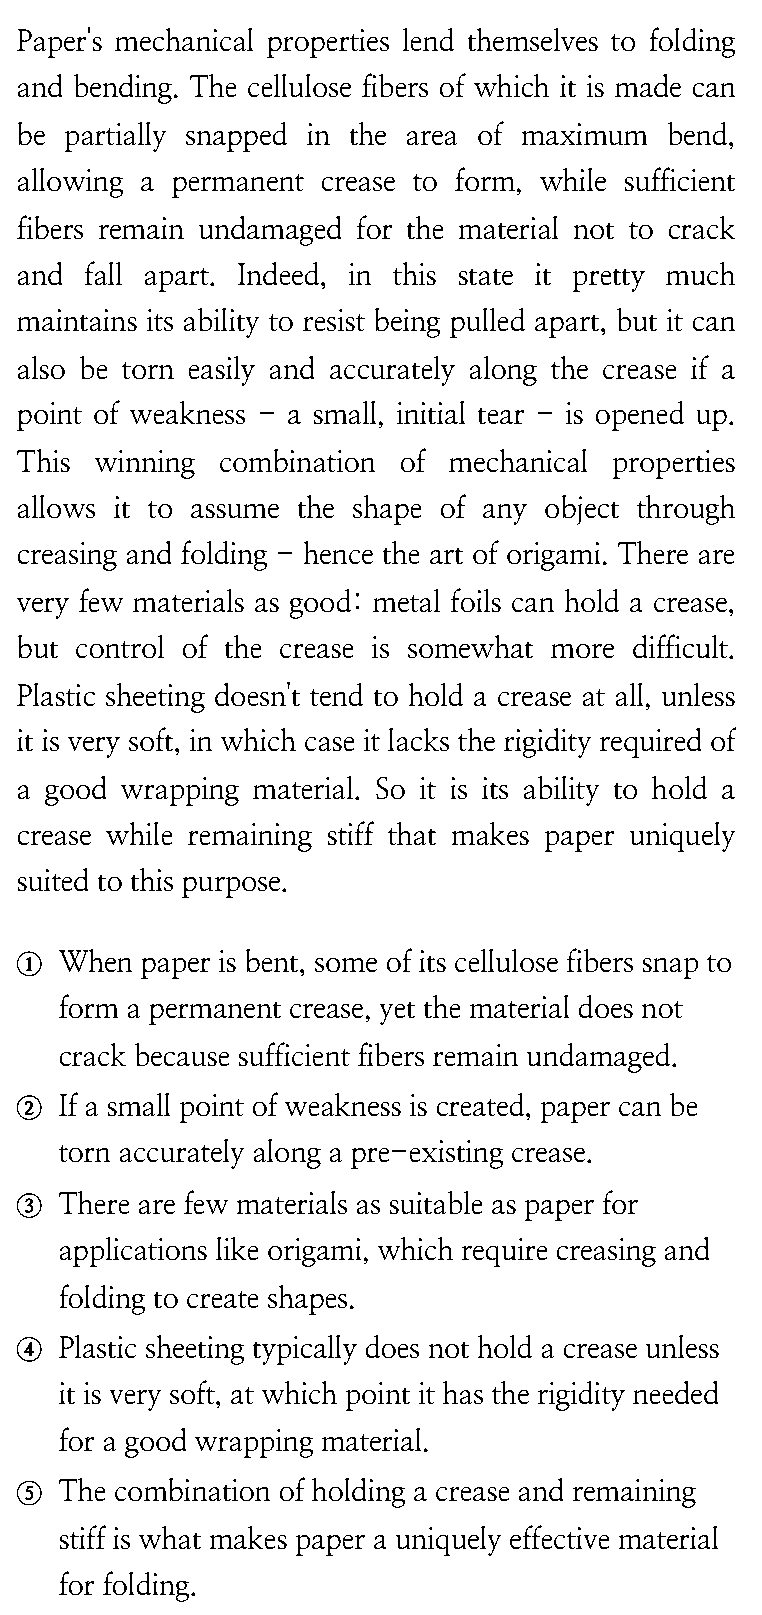 Paper's mechanical properties lend themselves to folding
and bending. The cellulose fibers of which it is made can
be partially snapped in the area of maximum bend,
allowing a permanent crease to form, while sufficient
fibers remain undamaged for the material not to crack
and fall apart. Indeed, in this state it pretty much
maintains its ability to resist being pulled apart, but it can
also be torn easily and accurately along the crease if a
point of weakness - a small, initial tear - is opened up.
This winning combination of mechanical properties
allows it to assume the shape of any object through
creasing and folding - hence the art of origami. There are
very few materials as good: metal foils can hold a crease,
but control of the crease is somewhat more difficult.
Plastic sheeting doesn't tend to hold a crease at all, unless
it is very soft, in which case it lacks the rigidity required of
a good wrapping material. So it is its ability to hold a
crease while remaining stiff that makes paper uniquely
suited to this purpose.
① When paper is bent, some of its cellulose fibers snap to
form a permanent crease, yet the material does not
crack because sufficient fibers remain undamaged.
② If a small point of weakness is created, paper can be
torn accurately along a pre-existing crease.
③ There are few materials as suitable as paper for
applications like origami, which require creasing and
folding to create shapes.
④ Plastic sheeting typically does not hold a crease unless
it is very soft, at which point it has the rigidity needed
for a good wrapping material.
⑤ The combination of holding a crease and remaining
stiff is what makes paper a uniquely effective material
for folding.